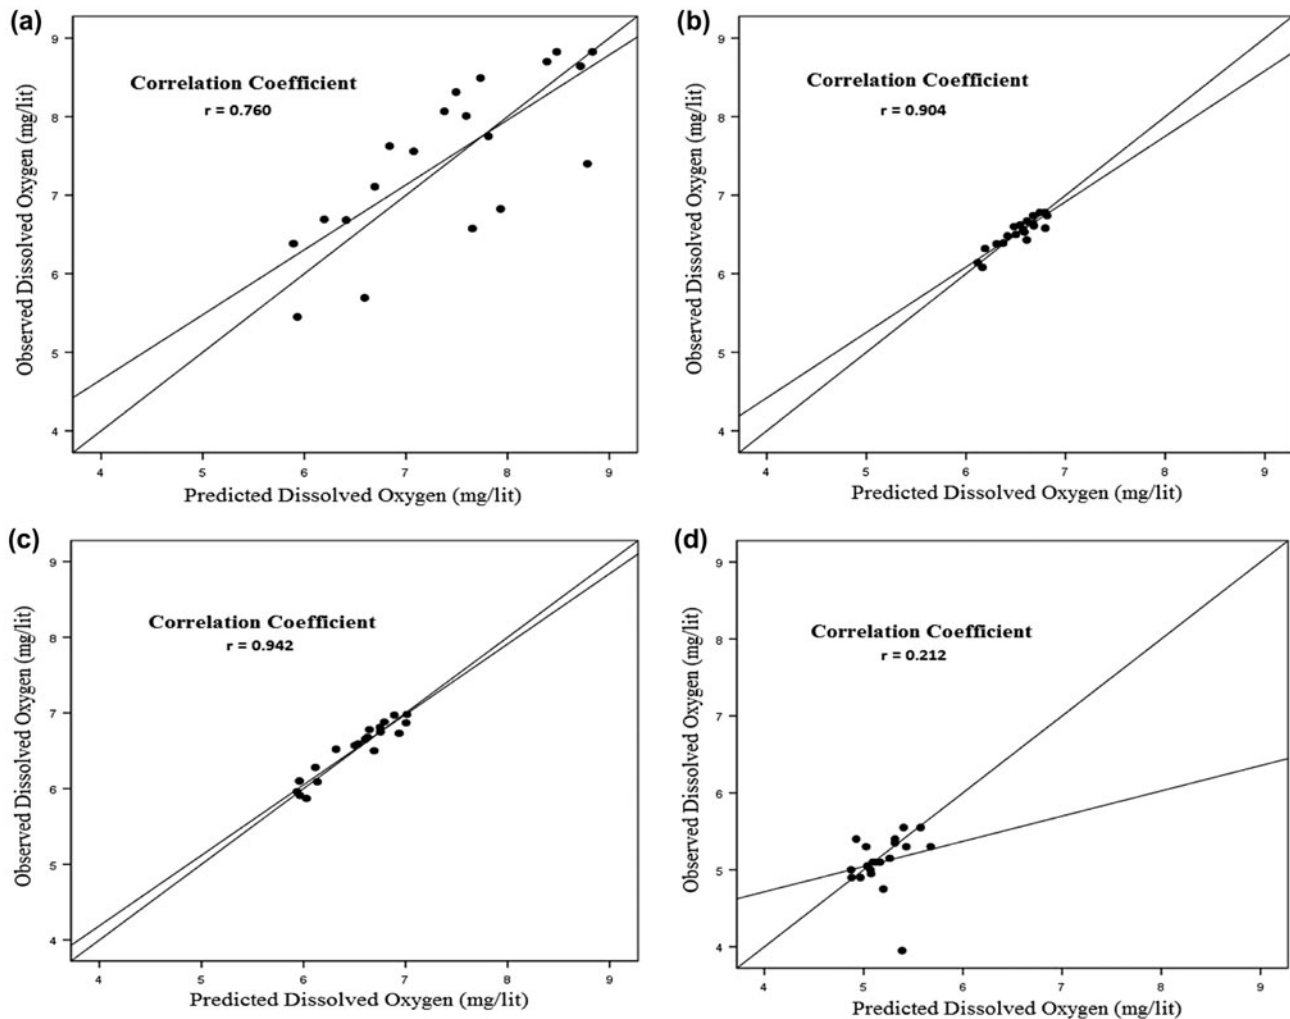 (a)
Correlation Coefficient
r = 0.760
Observed Dissolved Oxygen (mg/lit)
9
8
7
6
5
4
4 5 6 7 8 9
Predicted Dissolved Oxygen (mg/lit)
(b)
Correlation Coefficient
r = 0.904
Observed Dissolved Oxygen (mg/lit)
9
8
7
6
5
4
4 5 6 7 8 9
Predicted Dissolved Oxygen (mg/lit)
(c)
Correlation Coefficient
r = 0.942
Observed Dissolved Oxygen (mg/lit)
9
8
7
6
5
4
4 5 6 7 8 9
Predicted Dissolved Oxygen (mg/lit)
(d)
Correlation Coefficient
r = 0.212
Observed Dissolved Oxygen (mg/lit)
9
8
7
6
5
4
4 5 6 7 8 9
Predicted Dissolved Oxygen (mg/lit)